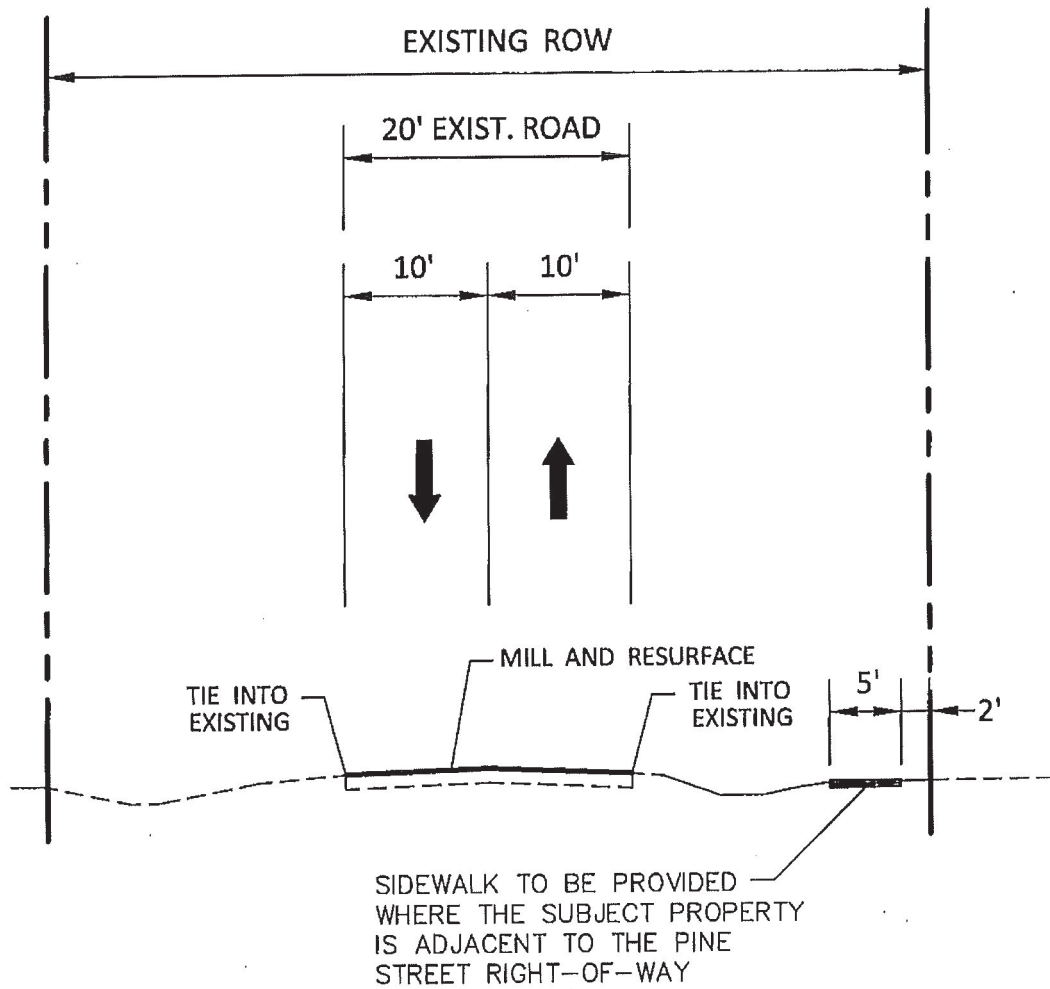 EXISTING ROW
20' EXIST. ROAD
10'
10'
MILL AND RESURFACE
TIE INTO
EXISTING
TIE INTO
EXISTING
5'
2'
SIDEWALK TO BE PROVIDED
WHERE THE SUBJECT PROPERTY
IS ADJACENT TO THE PINE
STREET RIGHT-OF-WAY